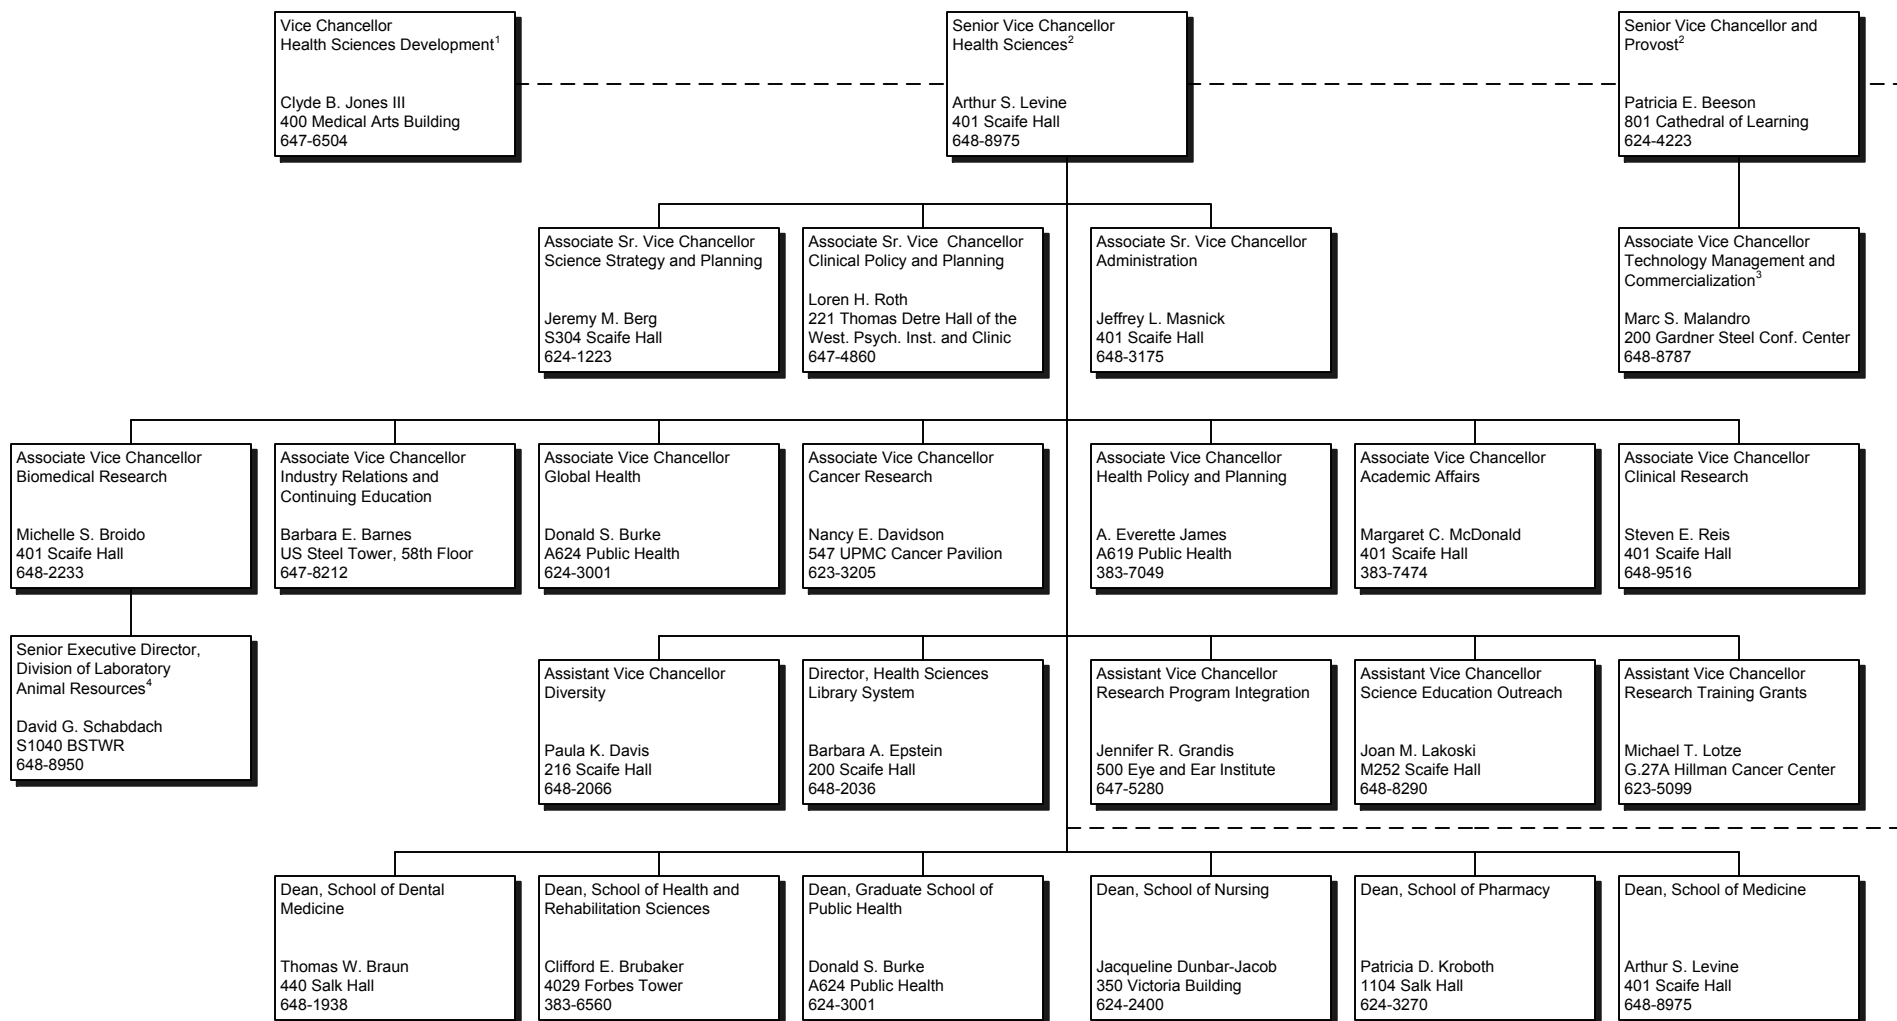 Vice Chancellor
Health Sciences Development¹
Clyde B. Jones III
400 Medical Arts Building
647-6504
Senior Vice Chancellor
Health Sciences²
Arthur S. Levine
401 Scaife Hall
648-8975
Senior Vice Chancellor and
Provost²
Patricia E. Beeson
801 Cathedral of Learning
624-4223
Associate Sr. Vice Chancellor
Science Strategy and Planning
Jeremy M. Berg
S304 Scaife Hall
624-1223
Associate Sr. Vice  Chancellor
Clinical Policy and Planning
Loren H. Roth
221 Thomas Detre Hall of the
West. Psych. Inst. and Clinic
647-4860
Associate Sr. Vice Chancellor
Administration
Jeffrey L. Masnick
401 Scaife Hall
648-3175
Associate Vice Chancellor
Technology Management and
Commercialization³
Marc S. Malandro
200 Gardner Steel Conf. Center
648-8787
Associate Vice Chancellor
Biomedical Research
Michelle S. Broido
401 Scaife Hall
648-2233
Associate Vice Chancellor
Industry Relations and
Continuing Education
Barbara E. Barnes
US Steel Tower, 58th Floor
647-8212
Associate Vice Chancellor
Global Health
Donald S. Burke
A624 Public Health
624-3001
Associate Vice Chancellor
Cancer Research
Nancy E. Davidson
547 UPMC Cancer Pavilion
623-3205
Associate Vice Chancellor
Health Policy and Planning
A. Everette James
A619 Public Health
383-7049
Associate Vice Chancellor
Academic Affairs
Margaret C. McDonald
401 Scaife Hall
383-7474
Associate Vice Chancellor
Clinical Research
Steven E. Reis
401 Scaife Hall
648-9516
Senior Executive Director,
Division of Laboratory
Animal Resources⁴
David G. Schabdach
S1040 BSTWR
648-8950
Assistant Vice Chancellor
Diversity
Paula K. Davis
216 Scaife Hall
648-2066
Director, Health Sciences
Library System
Barbara A. Epstein
200 Scaife Hall
648-2036
Assistant Vice Chancellor
Research Program Integration
Jennifer R. Grandis
500 Eye and Ear Institute
647-5280
Assistant Vice Chancellor
Science Education Outreach
Joan M. Lakoski
M252 Scaife Hall
648-8290
Assistant Vice Chancellor
Research Training Grants
Michael T. Lotze
G.27A Hillman Cancer Center
623-5099
Dean, School of Dental
Medicine
Thomas W. Braun
440 Salk Hall
648-1938
Dean, School of Health and
Rehabilitation Sciences
Clifford E. Brubaker
4029 Forbes Tower
383-6560
Dean, Graduate School of
Public Health
Donald S. Burke
A624 Public Health
624-3001
Dean, School of Nursing
Jacqueline Dunbar-Jacob
350 Victoria Building
624-2400
Dean, School of Pharmacy
Patricia D. Kroboth
1104 Salk Hall
624-3270
Dean, School of Medicine
Arthur S. Levine
401 Scaife Hall
648-8975